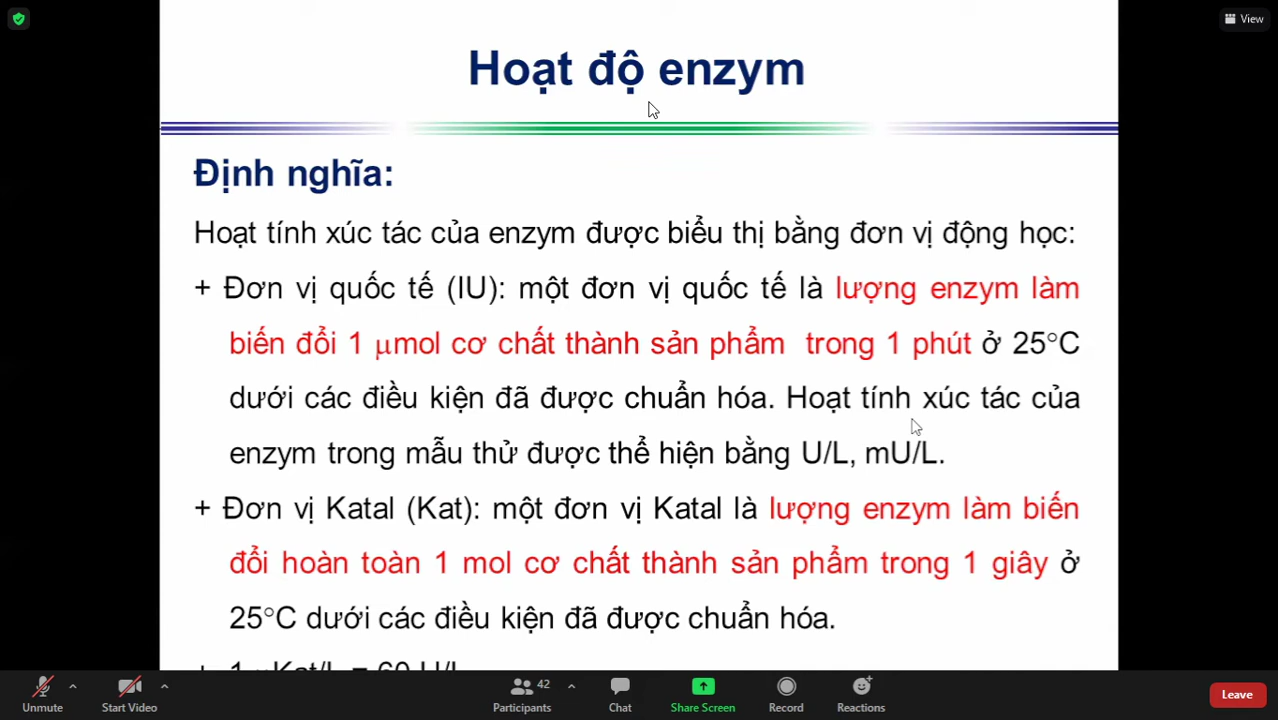 View
Hoạt độ enzym
Định nghĩa:
Hoạt tính xúc tác của enzym được biểu thị bằng đơn vị động học:
+ Đơn vị quốc tế (IU): một đơn vị quốc tế là lượng enzym làm
biến đổi 1 μmol cơ chất thành sản phẩm trong 1 phút ở 25°C
dưới các điều kiện đã được chuẩn hóa. Hoạt tính xúc tác của
enzym trong mẫu thử được thể hiện bằng U/L, mU/L.
+ Đơn vị Katal (Kat): một đơn vị Katal là lượng enzym làm biến
đổi hoàn toàn 1 mol cơ chất thành sản phẩm trong 1 giây ở
25°C dưới các điều kiện đã được chuẩn hóa.
+ 1 μKat/L = 60 U/L
42
Unmute Start Video Participants Chat Share Screen Record Reactions Leave